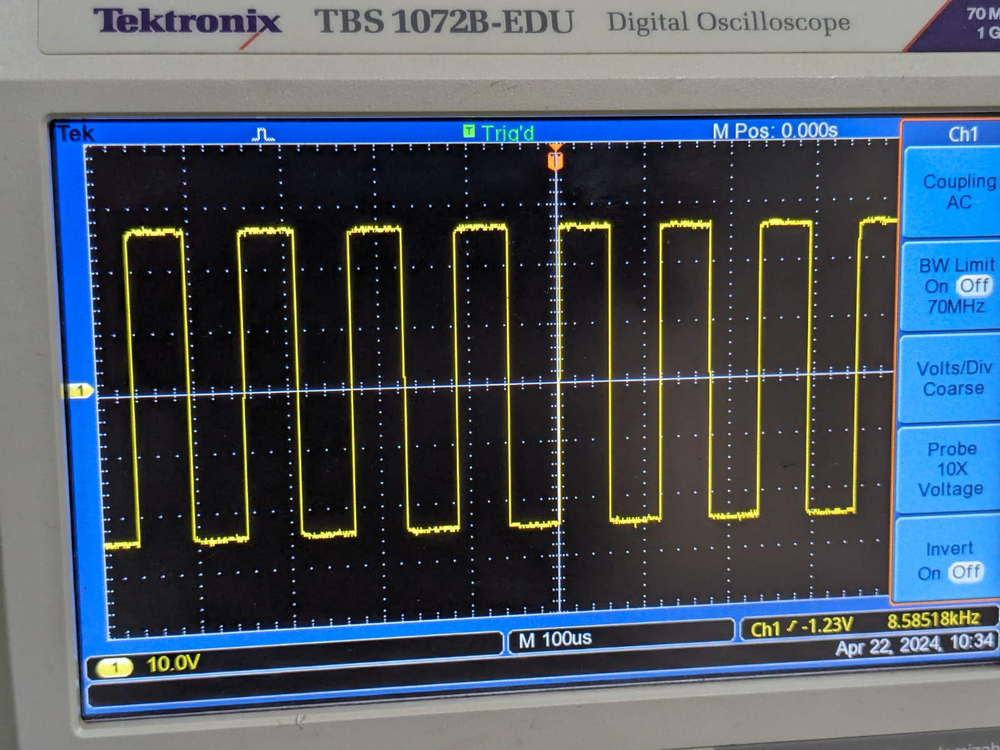 Tektronix TBS 1072B-EDU Digital Oscilloscope
70
1
Tek T Trig'd M Pos: 0.000s
Ch1
T
Coupling
AC
BW Limit
On Off
70MHz
1
Volts/Div
Coarse
Probe
10X
Voltage
Invert
On Off
1 10.0V M 100us Ch1 -1.23V 8.58518kHz
Apr 22, 2024, 10:34